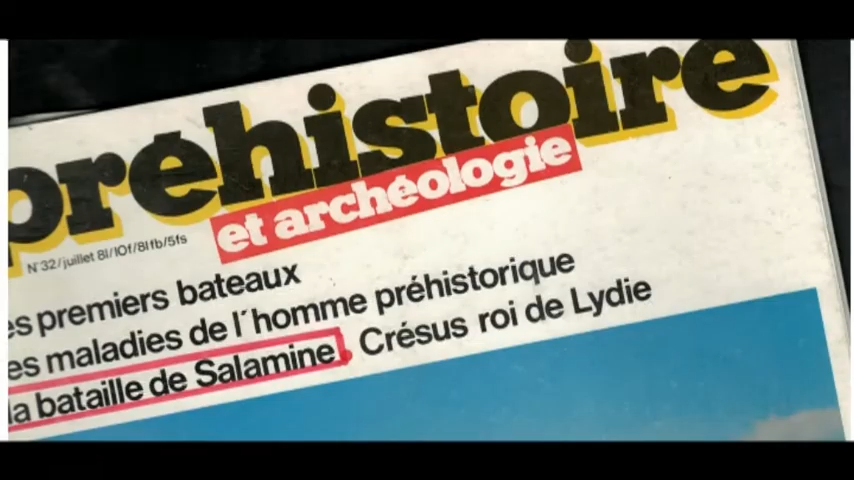 préhistoire
et archéologie
N°32/juillet 81/10f/81fb/5fs
es premiers bateaux
es maladies de l'homme préhistorique
la bataille de Salamine. Crésus roi de Lydie